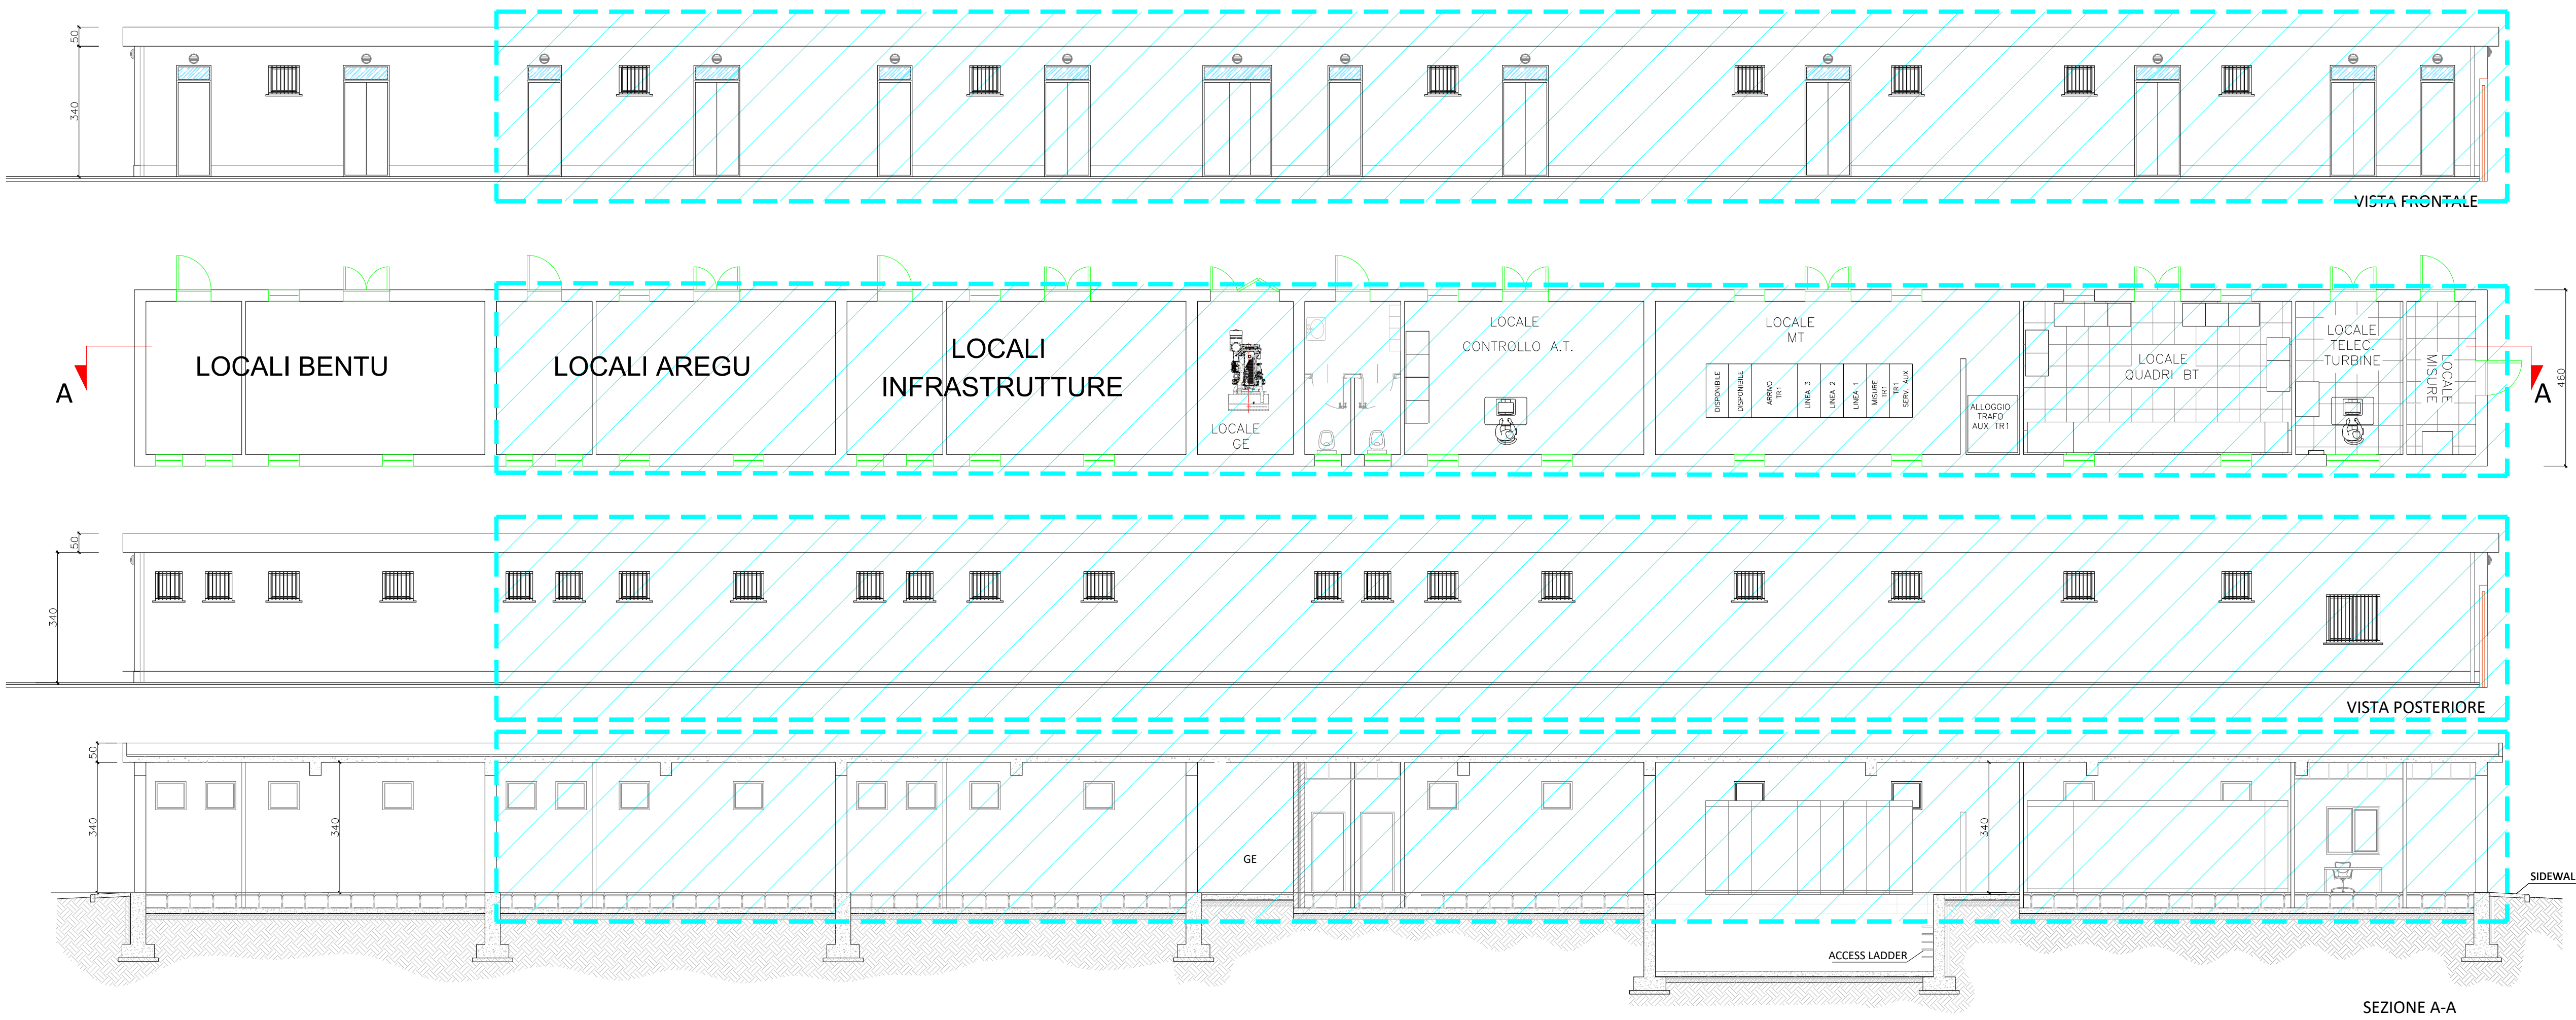 50
340
VISTA FRONTALE
LOCALI BENTU
LOCALI AREGU
LOCALI
INFRASTRUTTURE
LOCALE
GE
LOCALE
CONTROLLO A.T.
LOCALE
MT
DISPONIBILE
DISPONIBILE
ARRIVO
TR1
LINEA 3
LINEA 2
LINEA 1
MISURE
TR1
TR1
SERV. AUX
ALLOGGIO
TRAFO
AUX TR1
LOCALE
QUADRI BT
LOCALE
TELEC.
TURBINE
LOCALE
MISURE
A
A
460
50
340
VISTA POSTERIORE
50
340
340
GE
340
SIDEWAL
ACCESS LADDER
SEZIONE A-A